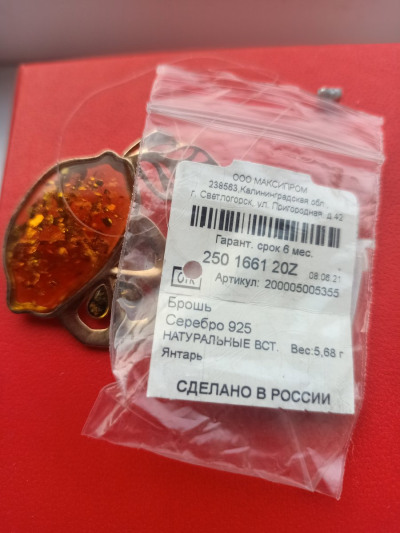 ООО МАКСИПРОМ
238563,Калининградская обл.,
г. Светлогорск, ул. Пригородная, д.42
Гарант. срок 6 мес.
250 1661 20Z 08.06.21
ОТК Артикул: 200005005355
Брошь
Серебро 925
НАТУРАЛЬНЫЕ ВСТ. Вес:5,68 г
Янтарь
СДЕЛАНО В РОССИИ